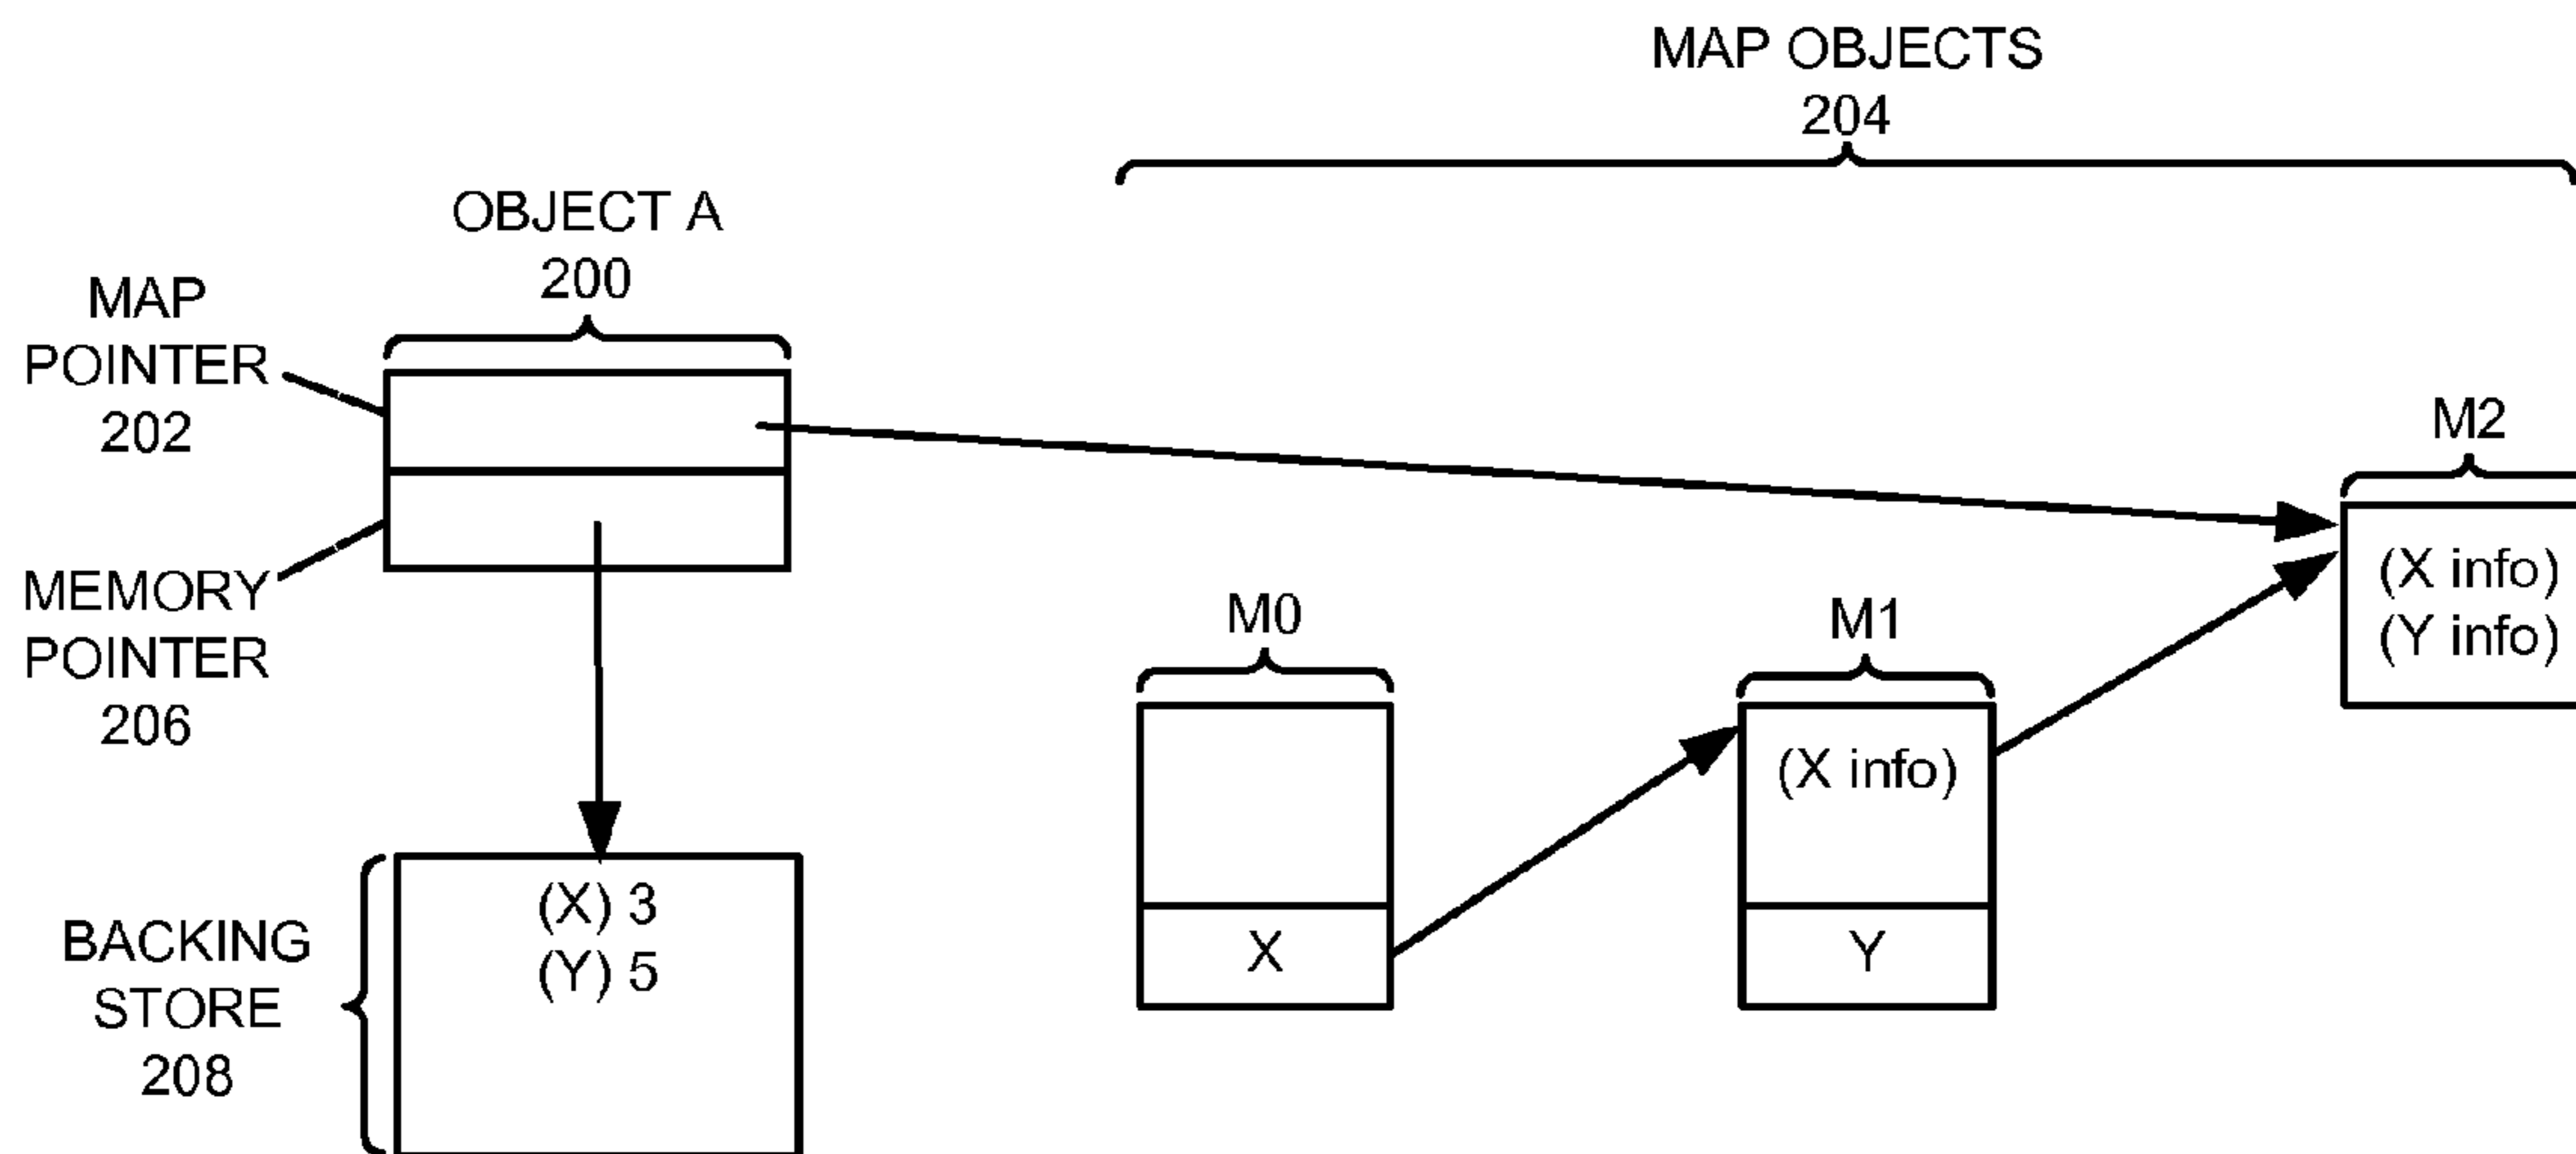 MAP OBJECTS
204
OBJECT A
200
MAP
POINTER
202
MEMORY
POINTER
206
M2
(X info)
(Y info)
M0
X
M1
(X info)
Y
BACKING
STORE
208
(X) 3
(Y) 5